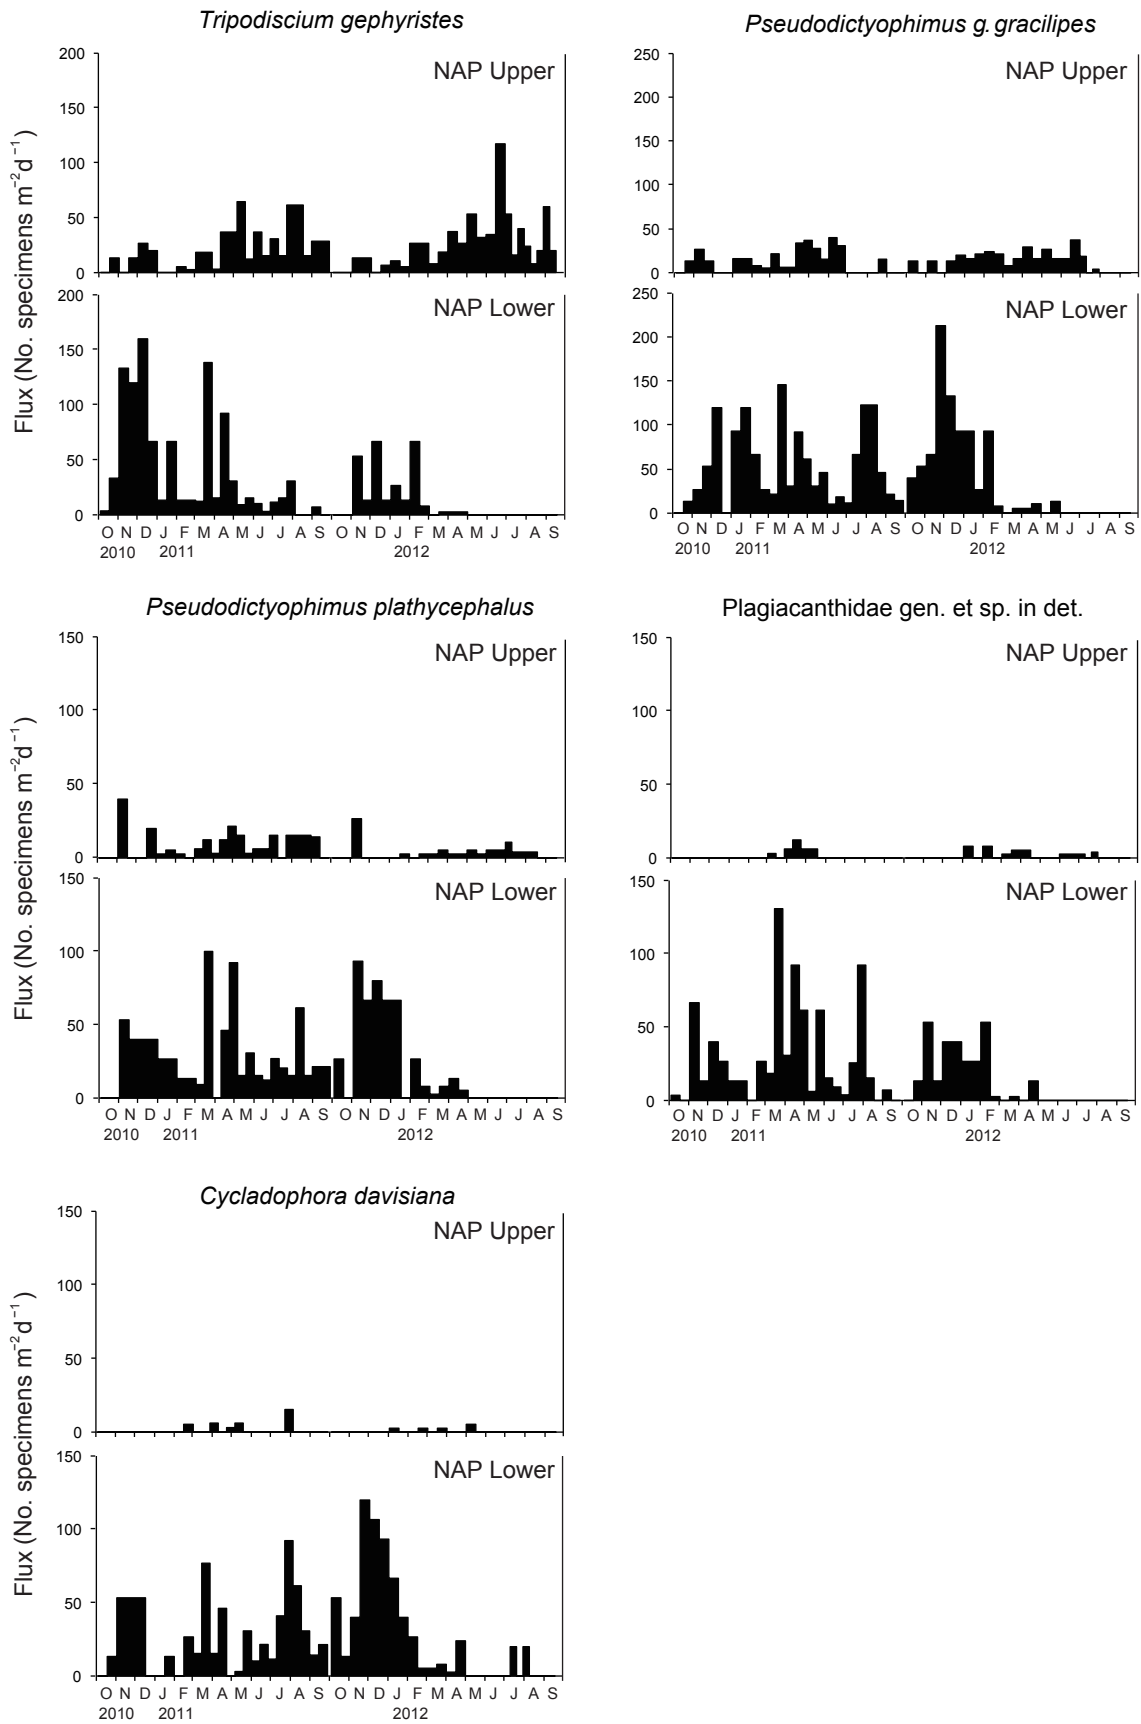 Tripodiscium gephyristes
Pseudodictyophimus g. gracilipes
200
150
100
50
0
NAP Upper
250
200
150
100
50
0
NAP Upper
Flux (No. specimens m⁻²d⁻¹)
200
150
100
50
0
NAP Lower
250
200
150
100
50
0
NAP Lower
O N D J F M A M J J A S O N D J F M A M J J A S
2010 2011 2012
O N D J F M A M J J A S O N D J F M A M J J A S
2010 2011 2012
Pseudodictyophimus plathycephalus
Plagiacanthidae gen. et sp. in det.
150
100
50
0
NAP Upper
150
100
50
0
NAP Upper
Flux (No. specimens m⁻²d⁻¹)
150
100
50
0
NAP Lower
150
100
50
0
NAP Lower
O N D J F M A M J J A S O N D J F M A M J J A S
2010 2011 2012
O N D J F M A M J J A S O N D J F M A M J J A S
2010 2011 2012
Cycladophora davisiana
150
100
50
0
NAP Upper
Flux (No. specimens m⁻²d⁻¹)
150
100
50
0
NAP Lower
O N D J F M A M J J A S O N D J F M A M J J A S
2010 2011 2012